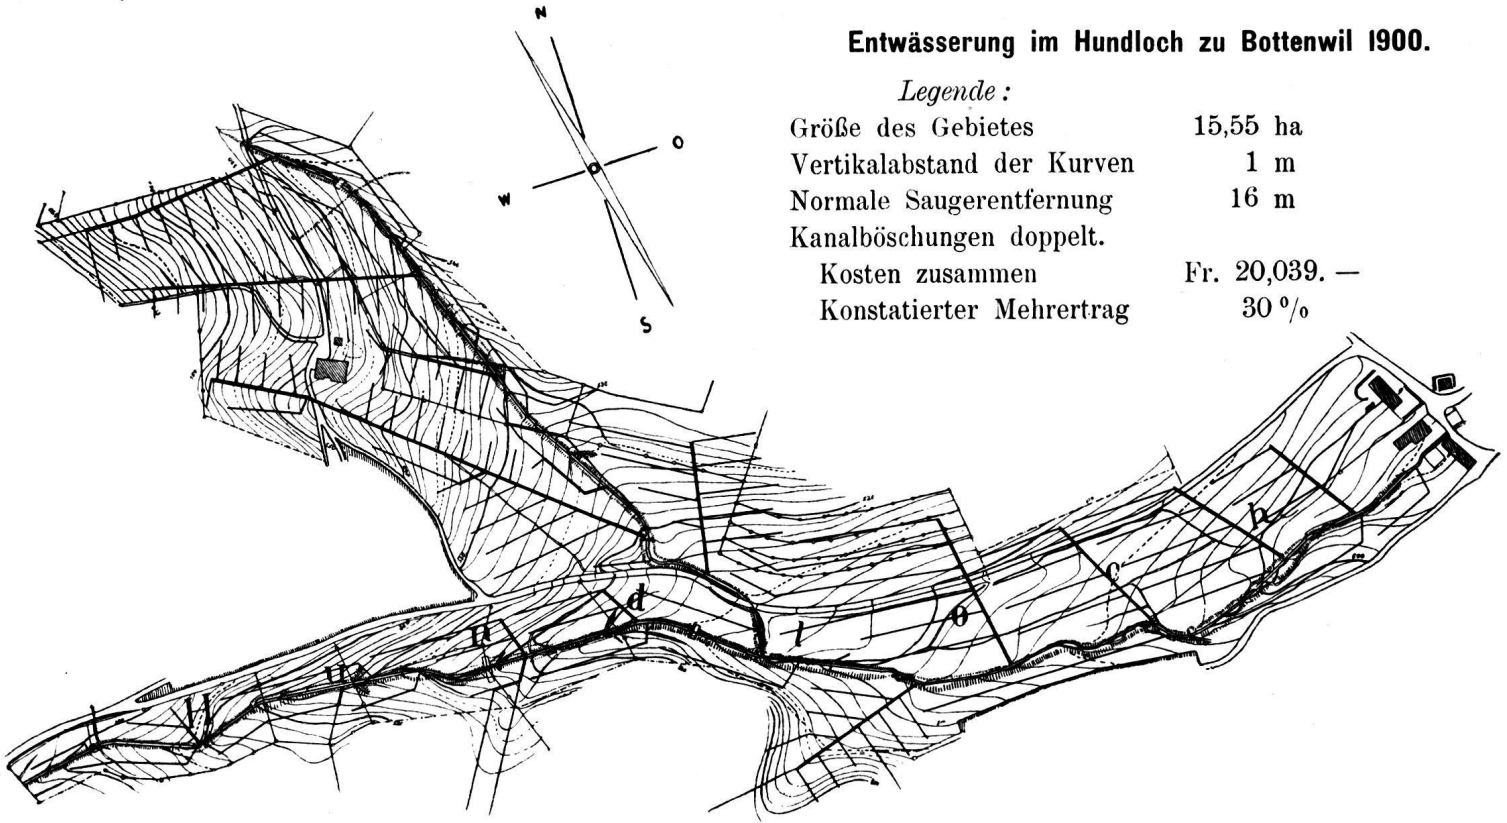 N
O
W
S
Entwässerung im Hundloch zu Bottenwil 1900.
Legende:
Größe des Gebietes 15,55 ha
Vertikalabstand der Kurven 1 m
Normale Saugerentfernung 16 m
Kanalböschungen doppelt.
Kosten zusammen Fr. 20,039. —
Konstatierter Mehrertrag 30 %
H u n d l o c h